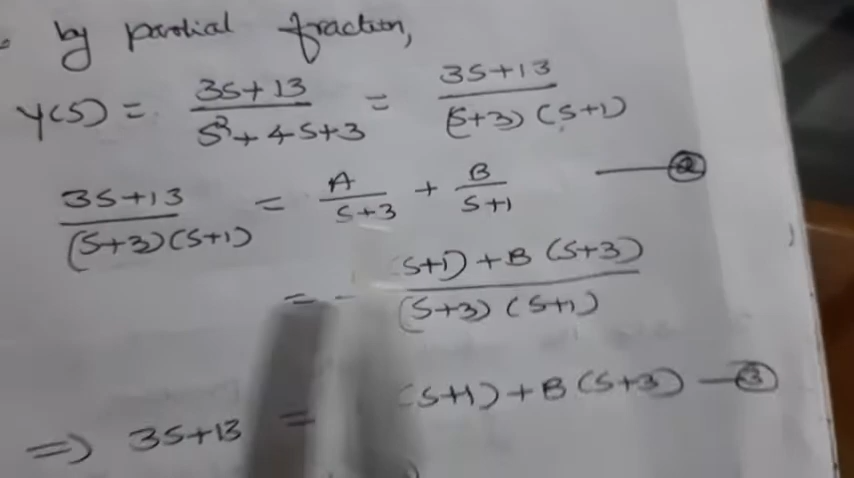 by partial fraction,
Y(S) = 3S+13 / S²+4S+3 = 3S+13 / (S+3)(S+1)
3S+13 / (S+3)(S+1) = A / S+3 + B / S+1 — ②
= (S+1) + B (S+3) / (S+3) (S+1)
=> 3S+13 = (S+1) + B (S+3) — ③